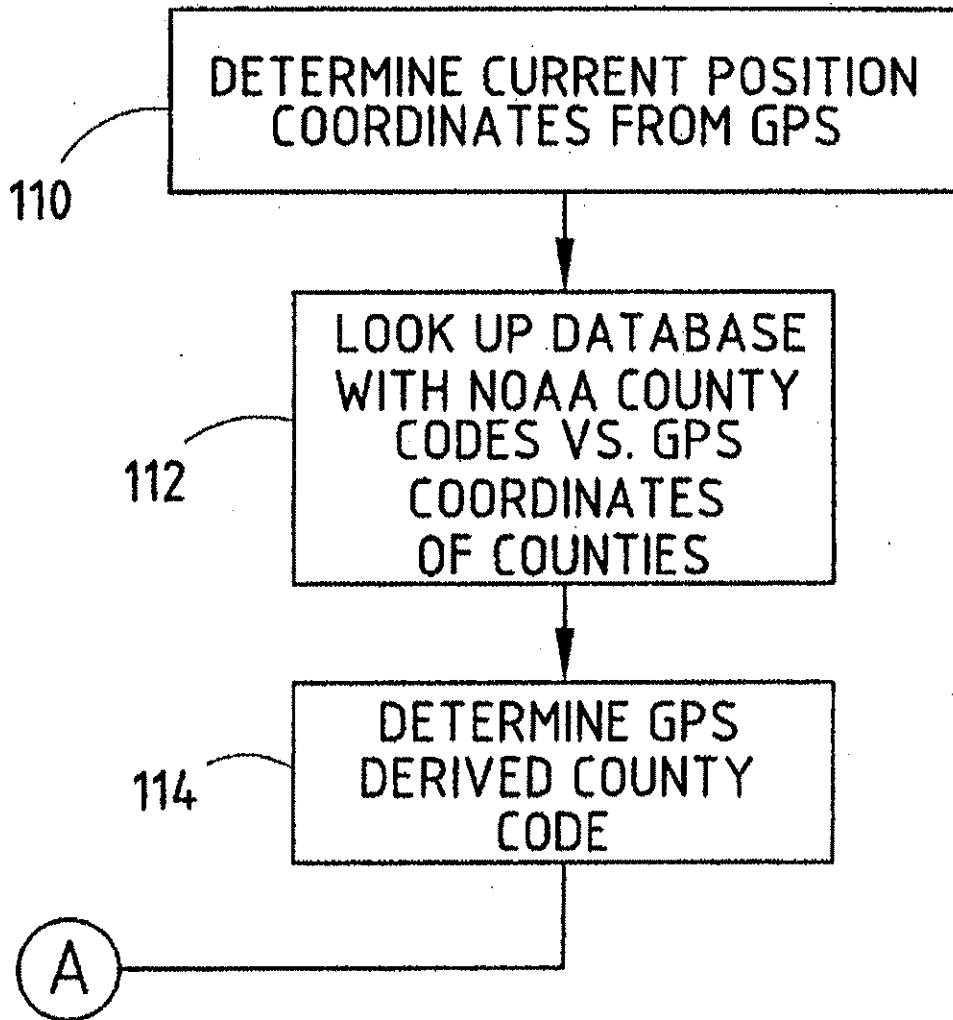 DETERMINE CURRENT POSITION
COORDINATES FROM GPS
110
LOOK UP DATABASE
WITH NOAA COUNTY
CODES VS. GPS
COORDINATES
OF COUNTIES
112
DETERMINE GPS
DERIVED COUNTY
CODE
114
A